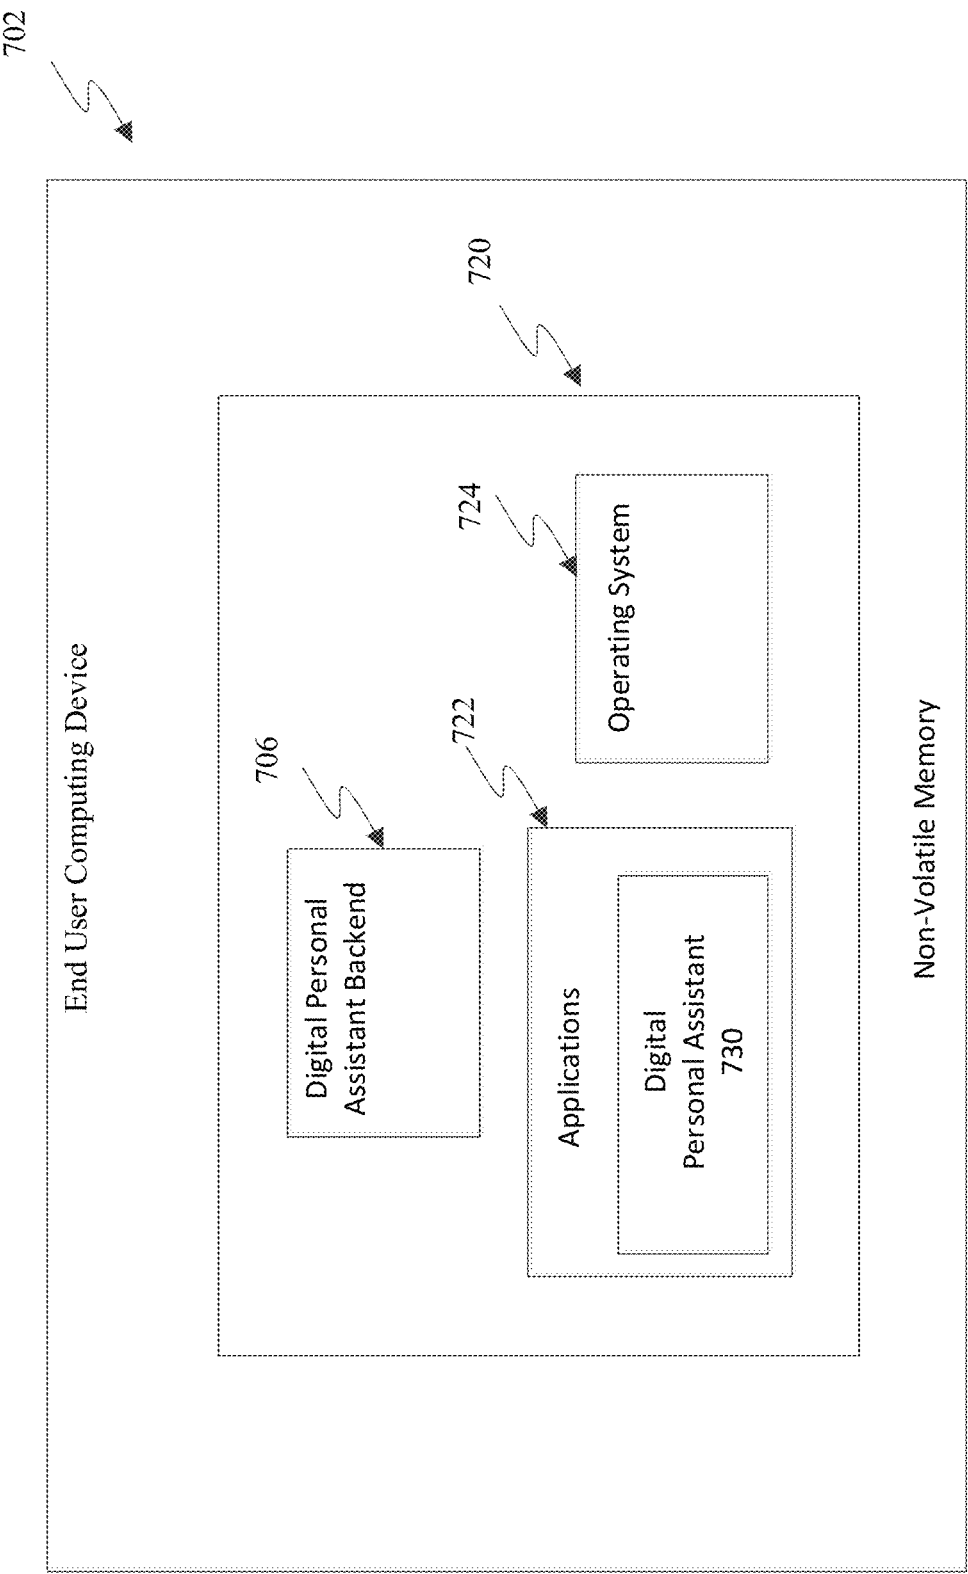 702
End User Computing Device
720
706
Digital Personal
Assistant Backend
724
Operating System
722
Applications
Digital
Personal Assistant
730
Non-Volatile Memory